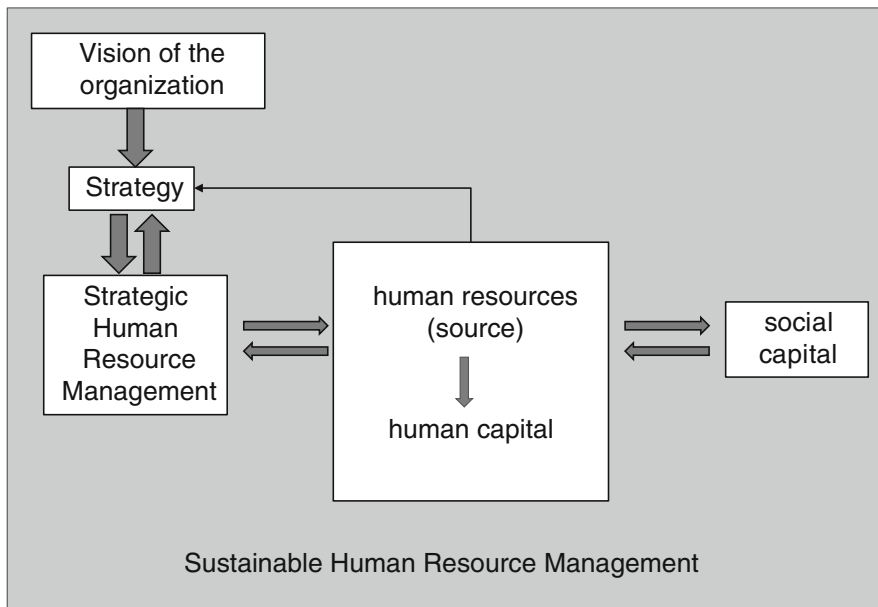 Vision of the
organization
Strategy
Strategic
Human
Resource
Management
human resources
(source)
human capital
social
capital
Sustainable Human Resource Management